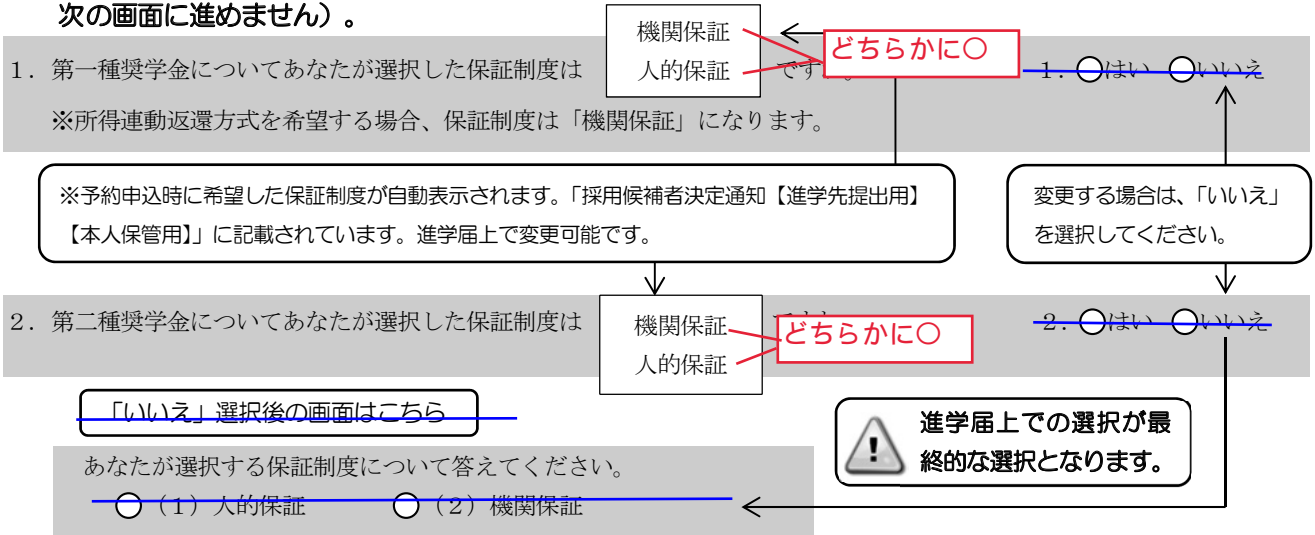 次の画面に進めません）。
機関保証
人的保証
どちらかに〇
1．第一種奨学金についてあなたが選択した保証制度は
です
1．○はい ○いいえ
※所得連動返還方式を希望する場合、保証制度は「機関保証」になります。
※予約申込時に希望した保証制度が自動表示されます。「採用候補者決定通知【進学先提出用】
【本人保管用】」に記載されています。進学届上で変更可能です。
変更する場合は、「いいえ」
を選択してください。
2．第二種奨学金についてあなたが選択した保証制度は
機関保証
人的保証
どちらかに〇
2．○はい ○いいえ
「いいえ」選択後の画面はこちら
進学届上での選択が最
終的な選択となります。
あなたが選択する保証制度について答えてください。
○（1）人的保証 ○（2）機関保証